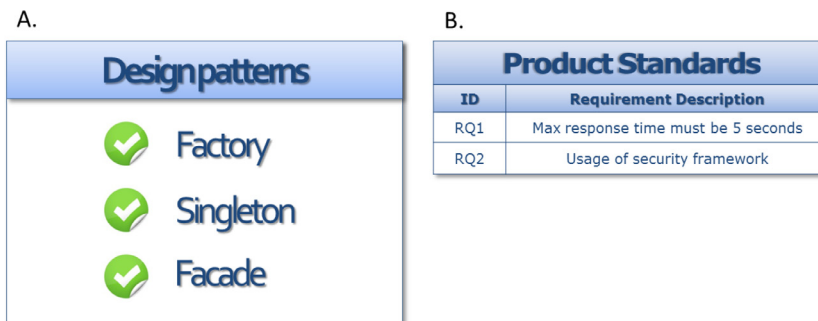 A.
Design patterns
Factory
Singleton
Facade
B.
Product Standards
ID Requirement Description
RQ1 Max response time must be 5 seconds
RQ2 Usage of security framework